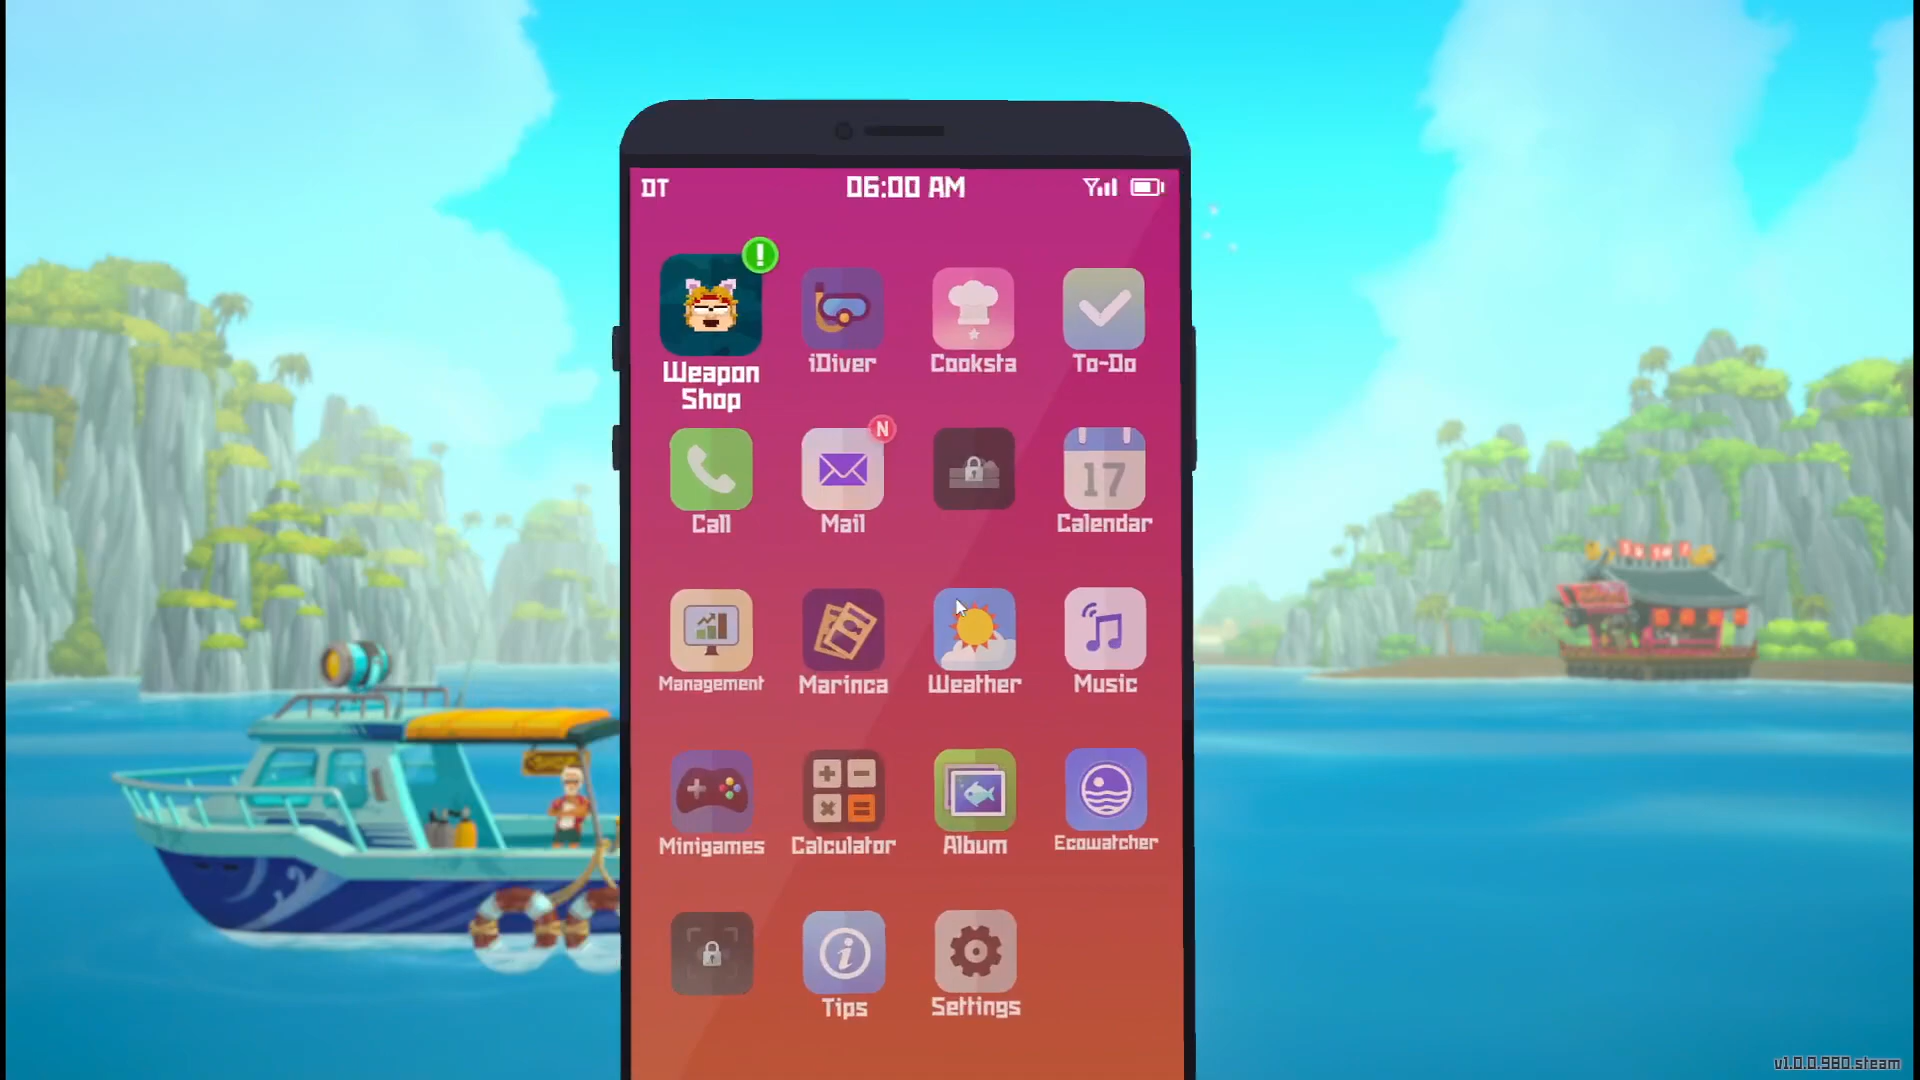 DT
06:00 AM
!
Weapon
Shop
iDiver
Cooksta
To-Do
N
17
Call
Mail
Calendar
Management
Marinca
Weather
Music
Minigames
Calculator
Album
Ecowatcher
Tips
Settings
v1.0.0.980.steam